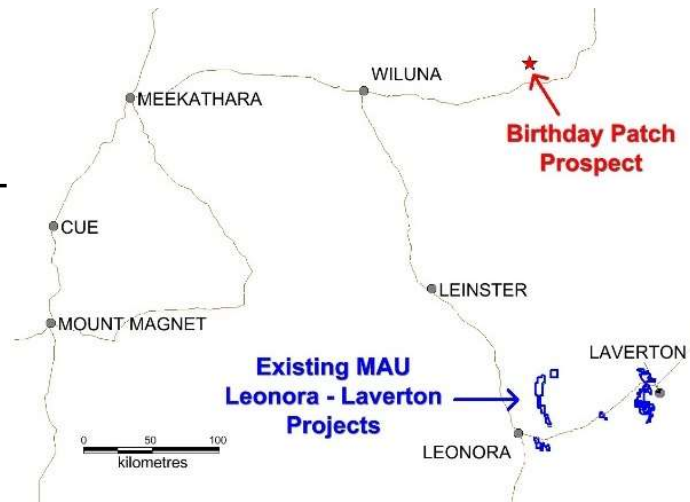 WILUNA
MEEKATHARA
Birthday Patch
Prospect
CUE
LEINSTER
MOUNT MAGNET
LAVERTON
Existing MAU
Leonora - Laverton
Projects
LEONORA
0 50 100
kilometres